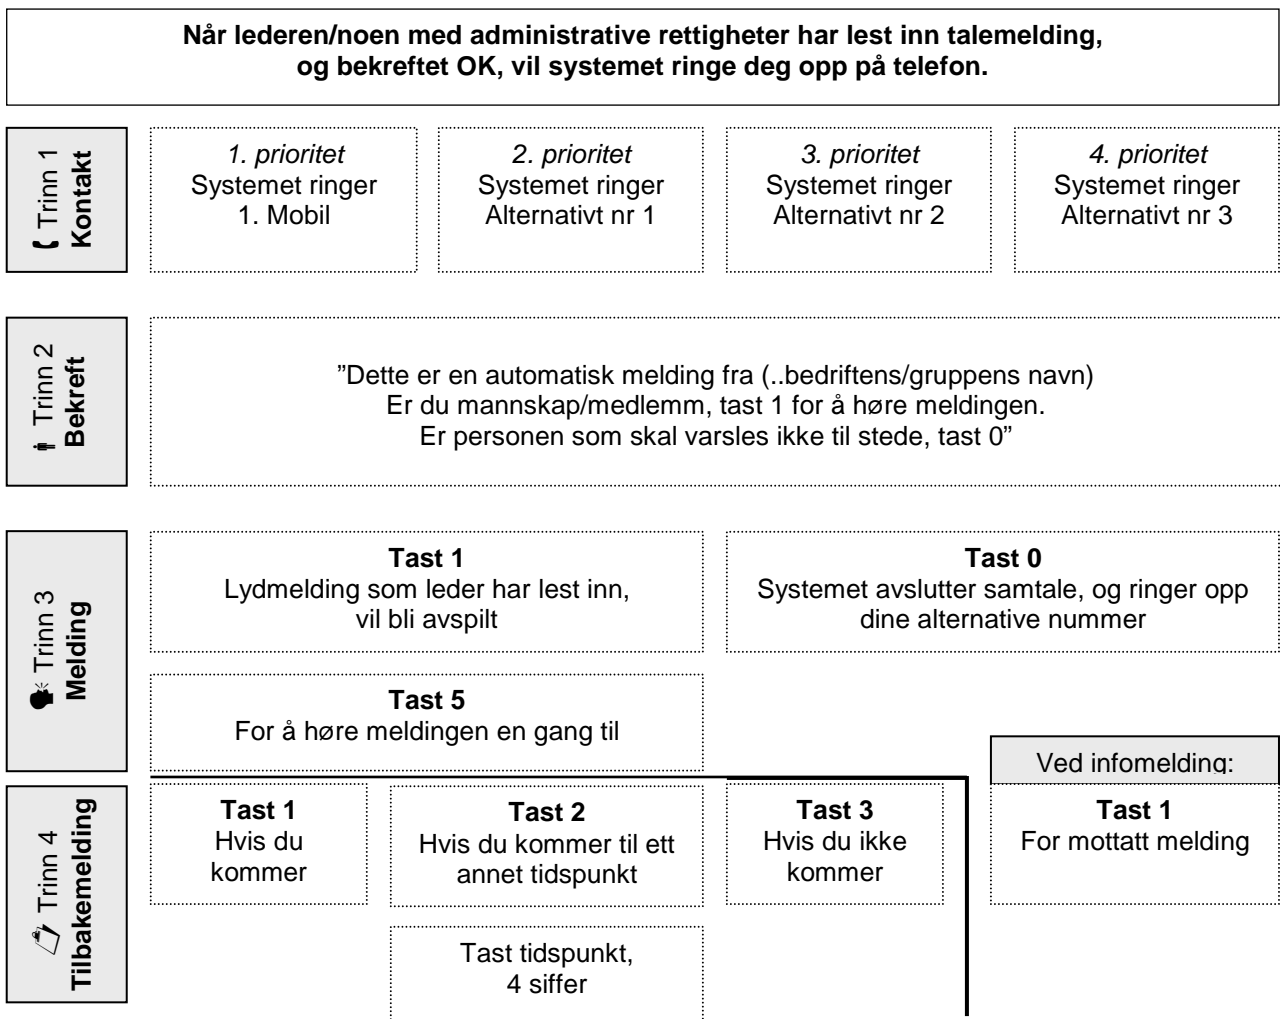 Når lederen/noen med administrative rettigheter har lest inn talemelding,
og bekreftet OK, vil systemet ringe deg opp på telefon.
Trinn 1
Kontakt
1. prioritet
Systemet ringer
1. Mobil
2. prioritet
Systemet ringer
Alternativt nr 1
3. prioritet
Systemet ringer
Alternativt nr 2
4. prioritet
Systemet ringer
Alternativt nr 3
Trinn 2
Bekreft
”Dette er en automatisk melding fra (..bedriftens/gruppens navn)
Er du mannskap/medlemm, tast 1 for å høre meldingen.
Er personen som skal varsles ikke til stede, tast 0”
Trinn 3
Melding
Tast 1
Lydmelding som leder har lest inn,
vil bli avspilt
Tast 0
Systemet avslutter samtale, og ringer opp
dine alternative nummer
Tast 5
For å høre meldingen en gang til
Trinn 4
Tilbakemelding
Tast 1
Hvis du
kommer
Tast 2
Hvis du kommer til ett
annet tidspunkt
Tast tidspunkt,
4 siffer
Tast 3
Hvis du ikke
kommer
Ved infomelding:
Tast 1
For mottatt melding